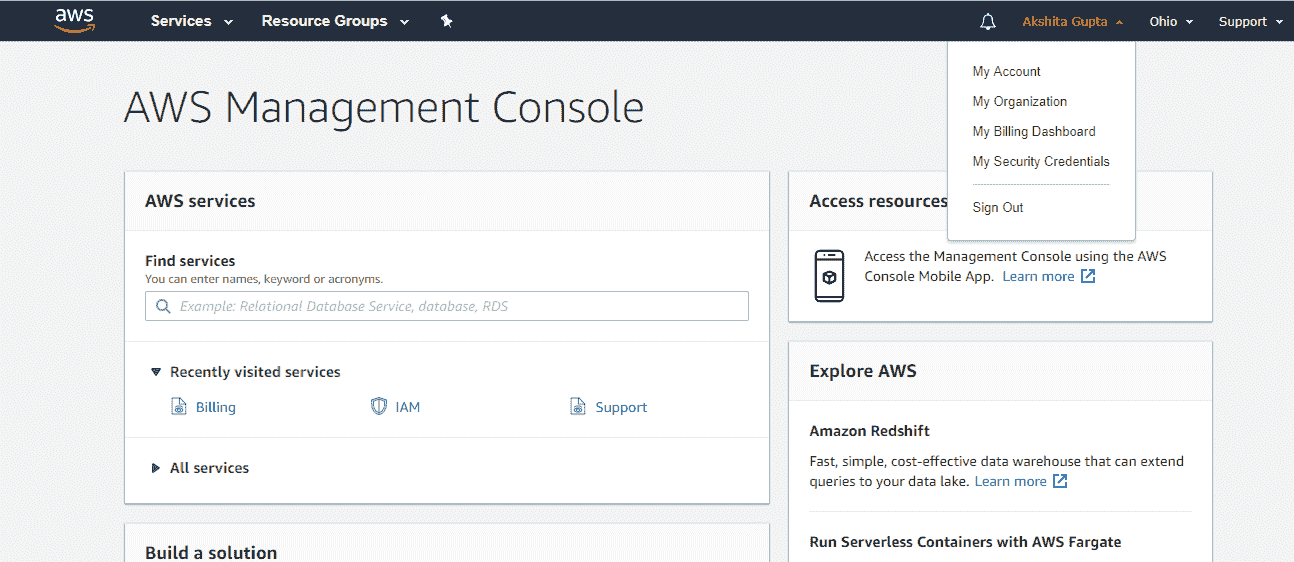 aws Services Resource Groups Akshita Gupta Ohio Support
My Account
My Organization
My Billing Dashboard
My Security Credentials
Sign Out
AWS Management Console
AWS services
Find services
You can enter names, keyword or acronyms.
Example: Relational Database Service, database, RDS
Recently visited services
Billing IAM Support
All services
Build a solution
Access resources
Access the Management Console using the AWS
Console Mobile App. Learn more
Explore AWS
Amazon Redshift
Fast, simple, cost-effective data warehouse that can extend
queries to your data lake. Learn more
Run Serverless Containers with AWS Fargate